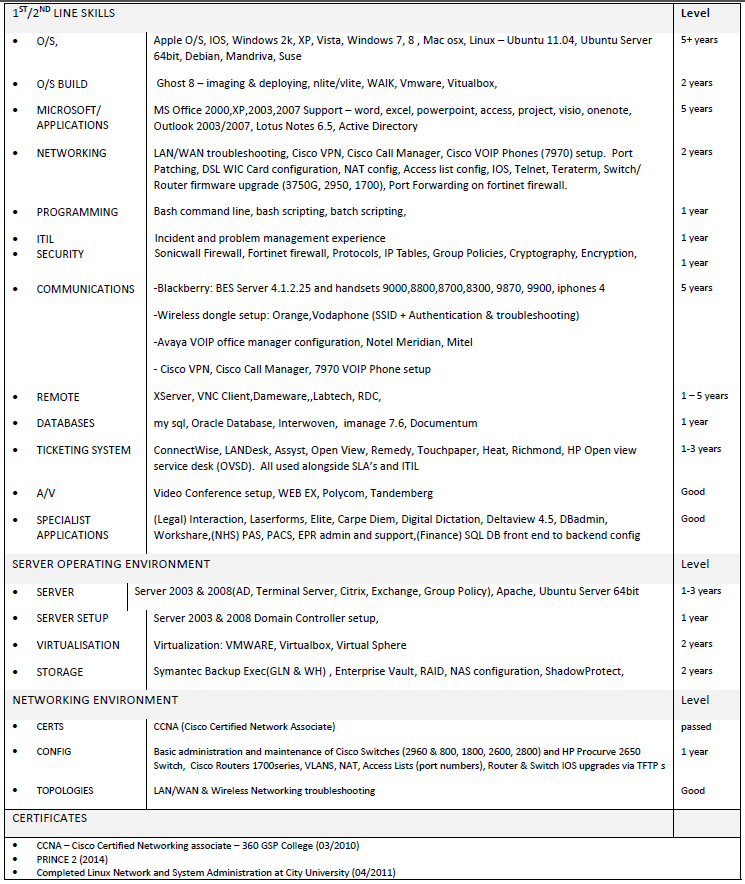 1ST/2ND LINE SKILLS Level
• O/S, Apple O/S, IOS, Windows 2k, XP, Vista, Windows 7, 8 , Mac osx, Linux – Ubuntu 11.04, Ubuntu Server 5+ years
64bit, Debian, Mandriva, Suse
• O/S BUILD Ghost 8 – imaging & deploying, nlite/vlite, WAIK, Vmware, Vitualbox, 2 years
• MICROSOFT/ MS Office 2000,XP,2003,2007 Support – word, excel, powerpoint, access, project, visio, onenote, 5 years
APPLICATIONS Outlook 2003/2007, Lotus Notes 6.5, Active Directory
• NETWORKING LAN/WAN troubleshooting, Cisco VPN, Cisco Call Manager, Cisco VOIP Phones (7970) setup. Port 2 years
Patching, DSL WIC Card configuration, NAT config, Access list config, IOS, Telnet, Teraterm, Switch/
Router firmware upgrade (3750G, 2950, 1700), Port Forwarding on fortinet firewall.
• PROGRAMMING Bash command line, bash scripting, batch scripting, 1 year
• ITIL Incident and problem management experience 1 year
• SECURITY Sonicwall Firewall, Fortinet firewall, Protocols, IP Tables, Group Policies, Cryptography, Encryption,
1 year
• COMMUNICATIONS -Blackberry: BES Server 4.1.2.25 and handsets 9000,8800,8700,8300, 9870, 9900, iphones 4 5 years
-Wireless dongle setup: Orange,Vodaphone (SSID + Authentication & troubleshooting)
-Avaya VOIP office manager configuration, Notel Meridian, Mitel
- Cisco VPN, Cisco Call Manager, 7970 VOIP Phone setup
• REMOTE XServer, VNC Client,Dameware,,Labtech, RDC, 1 – 5 years
• DATABASES my sql, Oracle Database, Interwoven, imanage 7.6, Documentum 1 year
• TICKETING SYSTEM ConnectWise, LANDesk, Assyst, Open View, Remedy, Touchpaper, Heat, Richmond, HP Open view 1-3 years
service desk (OVSD). All used alongside SLA's and ITIL
• A/V Video Conference setup, WEB EX, Polycom, Tandemberg Good
• SPECIALIST (Legal) Interaction, Laserforms, Elite, Carpe Diem, Digital Dictation, Deltaview 4.5, DBadmin, Good
APPLICATIONS Workshare,(NHS) PAS, PACS, EPR admin and support,(Finance) SQL DB front end to backend config
SERVER OPERATING ENVIRONMENT Level
• SERVER Server 2003 & 2008(AD, Terminal Server, Citrix, Exchange, Group Policy), Apache, Ubuntu Server 64bit 1-3 years
• SERVER SETUP Server 2003 & 2008 Domain Controller setup, 1 year
• VIRTUALISATION Virtualization: VMWARE, Virtualbox, Virtual Sphere 2 years
• STORAGE Symantec Backup Exec(GLN & WH) , Enterprise Vault, RAID, NAS configuration, ShadowProtect, 2 years
NETWORKING ENVIRONMENT Level
• CERTS CCNA (Cisco Certified Network Associate) passed
• CONFIG Basic administration and maintenance of Cisco Switches (2960 & 800, 1800, 2600, 2800) and HP Procurve 2650 1 year
Switch, Cisco Routers 1700series, VLANS, NAT, Access Lists (port numbers), Router & Switch IOS upgrades via TFTP s
• TOPOLOGIES LAN/WAN & Wireless Networking troubleshooting Good
CERTIFICATES
• CCNA – Cisco Certified Networking associate – 360 GSP College (03/2010)
• PRINCE 2 (2014)
• Completed Linux Network and System Administration at City University (04/2011)